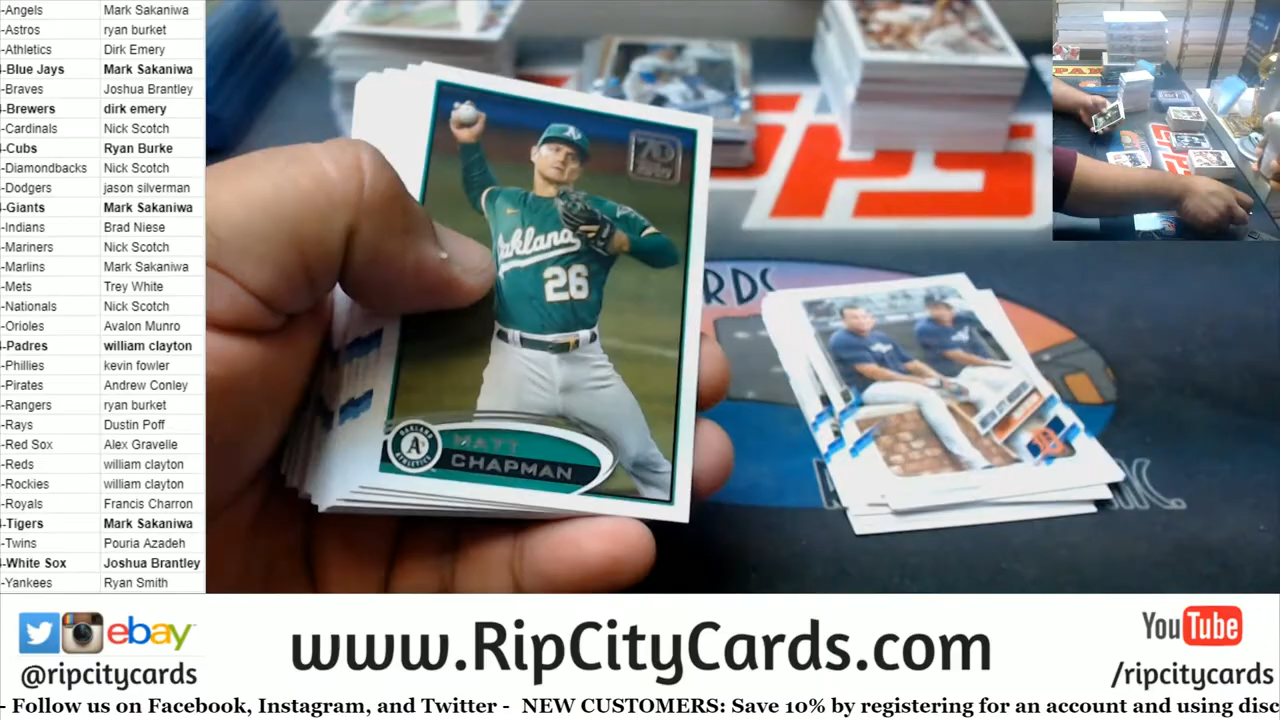 -Angels Mark Sakaniwa
-Astros ryan burket
-Athletics Dirk Emery
-Blue Jays Mark Sakaniwa
-Braves Joshua Brantley
-Brewers dirk emery
-Cardinals Nick Scotch
-Cubs Ryan Burke
-Diamondbacks Nick Scotch
-Dodgers jason silverman
-Giants Mark Sakaniwa
-Indians Brad Niese
-Mariners Nick Scotch
-Marlins Mark Sakaniwa
-Mets Trey White
-Nationals Nick Scotch
-Orioles Avalon Munro
-Padres william clayton
-Phillies kevin fowler
-Pirates Andrew Conley
-Rangers ryan burket
-Rays Dustin Poff
-Red Sox Alex Gravelle
-Reds william clayton
-Rockies william clayton
-Royals Francis Charron
-Tigers Mark Sakaniwa
-Twins Pouria Azadeh
-White Sox Joshua Brantley
-Yankees Ryan Smith
70
Oakland
26
MATT
CHAPMAN
A's
RDS
ebay
@ripcitycards
www.RipCityCards.com
YouTube
/ripcitycards
- Follow us on Facebook, Instagram, and Twitter - NEW CUSTOMERS: Save 10% by registering for an account and using disc